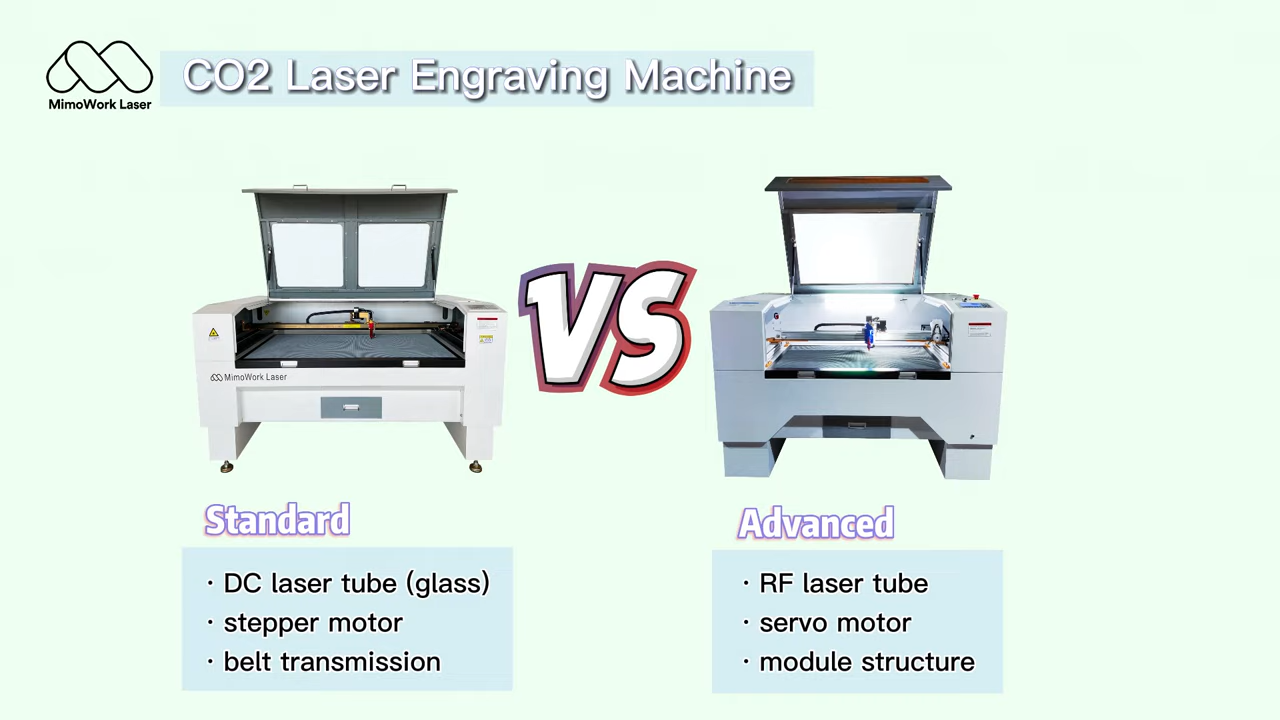 CO2 Laser Engraving Machine
MimoWork Laser
VS
MimoWork Laser
Standard
· DC laser tube (glass)
· stepper motor
· belt transmission
Advanced
· RF laser tube
· servo motor
· module structure